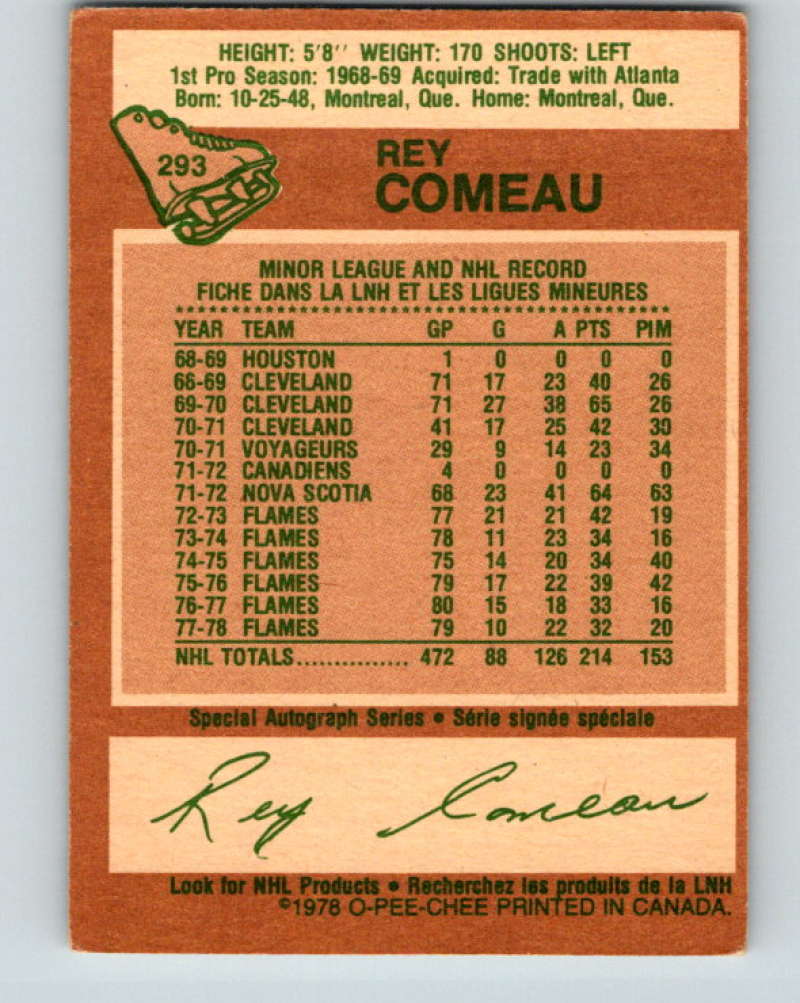 HEIGHT: 5'8'' WEIGHT: 170 SHOOTS: LEFT
1st Pro Season: 1968-69 Acquired: Trade with Atlanta
Born: 10-25-48, Montreal, Que. Home: Montreal, Que.
293
REY
COMEAU
MINOR LEAGUE AND NHL RECORD
FICHE DANS LA LNH ET LES LIGUES MINEURES
YEAR TEAM GP G A PTS PIM
68-69 HOUSTON 1 0 0 0 0
68-69 CLEVELAND 71 17 23 40 26
69-70 CLEVELAND 71 27 38 65 26
70-71 CLEVELAND 41 17 25 42 30
70-71 VOYAGEURS 29 9 14 23 34
71-72 CANADIENS 4 0 0 0 0
71-72 NOVA SCOTIA 68 23 41 64 63
72-73 FLAMES 77 21 21 42 19
73-74 FLAMES 78 11 23 34 16
74-75 FLAMES 75 14 20 34 40
75-76 FLAMES 79 17 22 39 42
76-77 FLAMES 80 15 18 33 16
77-78 FLAMES 79 10 22 32 20
NHL TOTALS............... 472 88 126 214 153
Special Autograph Series • Série signée spéciale
Rey Comeau
Look for NHL Products • Recherchez les produits de la LNH
©1978 O-PEE-CHEE PRINTED IN CANADA.